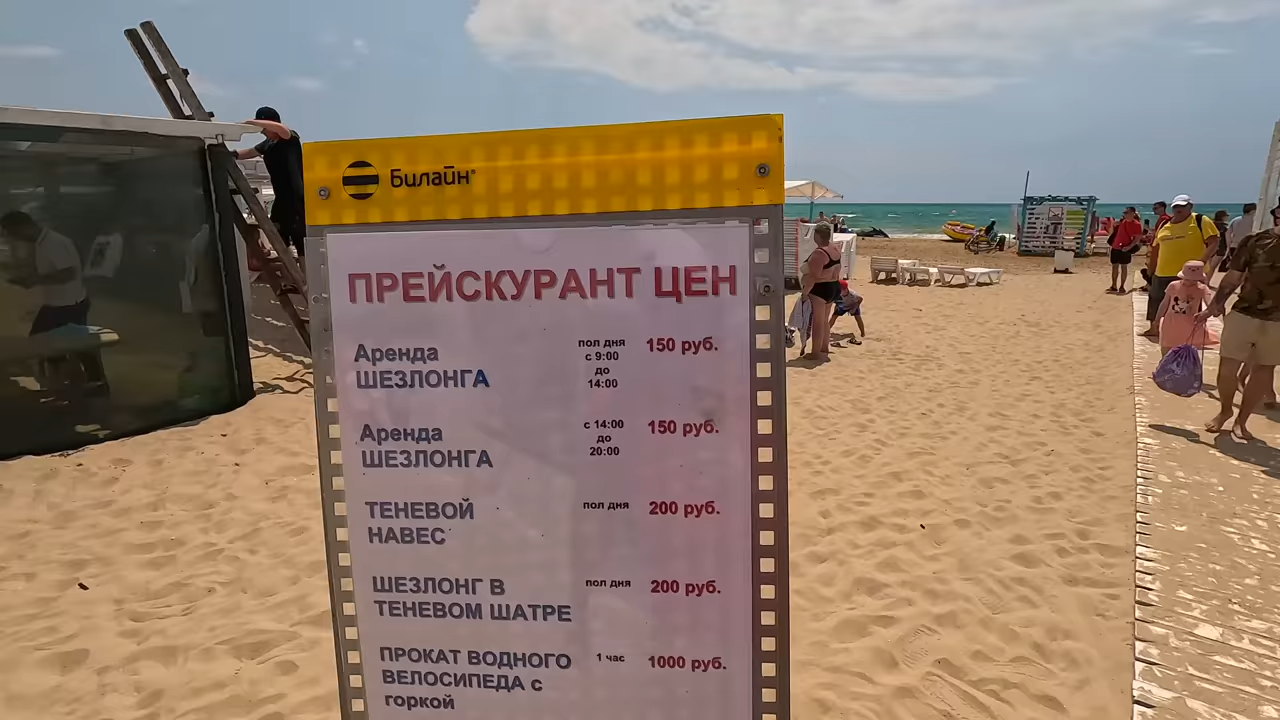 Билайн®
ПРЕЙСКУРАНТ ЦЕН
Аренда
ШЕЗЛОНГА
пол дня
с 9:00
до
14:00
150 руб.
Аренда
ШЕЗЛОНГА
с 14:00
до
20:00
150 руб.
ТЕНЕВОЙ
НАВЕС
пол дня
200 руб.
ШЕЗЛОНГ В
ТЕНЕВОМ ШАТРЕ
пол дня
200 руб.
ПРОКАТ ВОДНОГО
ВЕЛОСИПЕДА с
горкой
1 час
1000 руб.